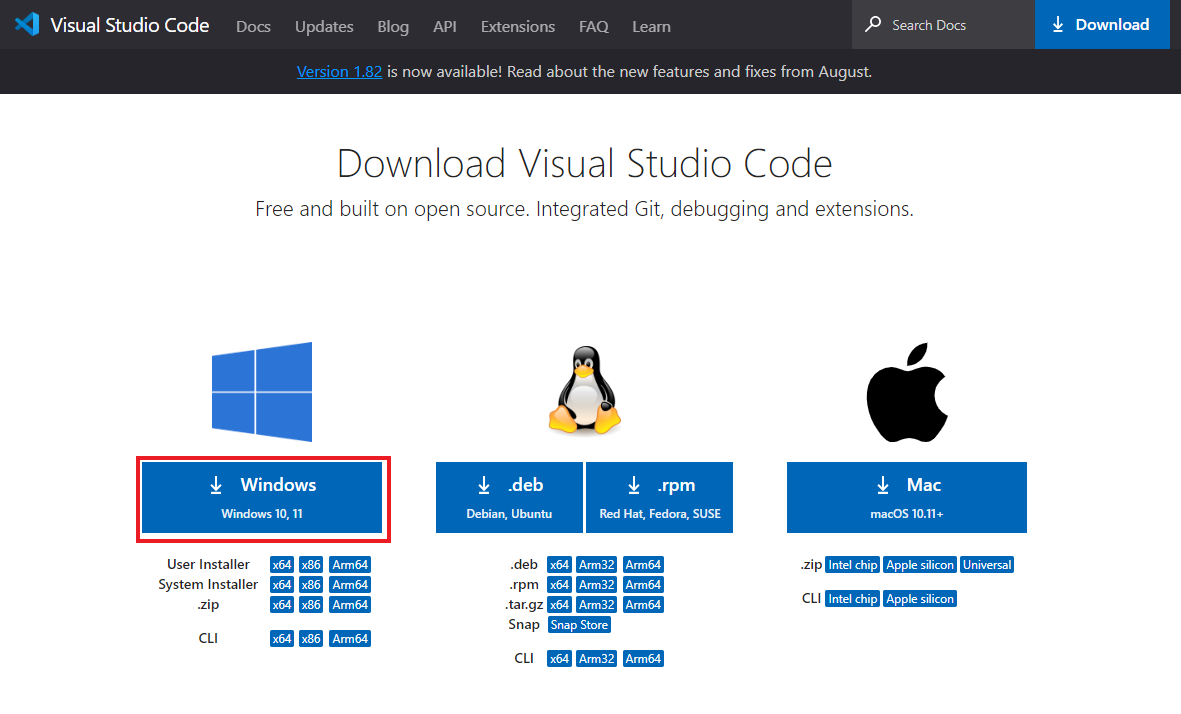 Visual Studio Code Docs Updates Blog API Extensions FAQ Learn Search Docs Download
Version 1.82 is now available! Read about the new features and fixes from August.
Download Visual Studio Code
Free and built on open source. Integrated Git, debugging and extensions.
Windows
Windows 10, 11
User Installer x64 x86 Arm64
System Installer x64 x86 Arm64
.zip x64 x86 Arm64
CLI x64 x86 Arm64
.deb
Debian, Ubuntu
.rpm
Red Hat, Fedora, SUSE
.deb x64 Arm32 Arm64
.rpm x64 Arm32 Arm64
.tar.gz x64 Arm32 Arm64
Snap Snap Store
CLI x64 Arm32 Arm64
Mac
macOS 10.11+
.zip Intel chip Apple silicon Universal
CLI Intel chip Apple silicon